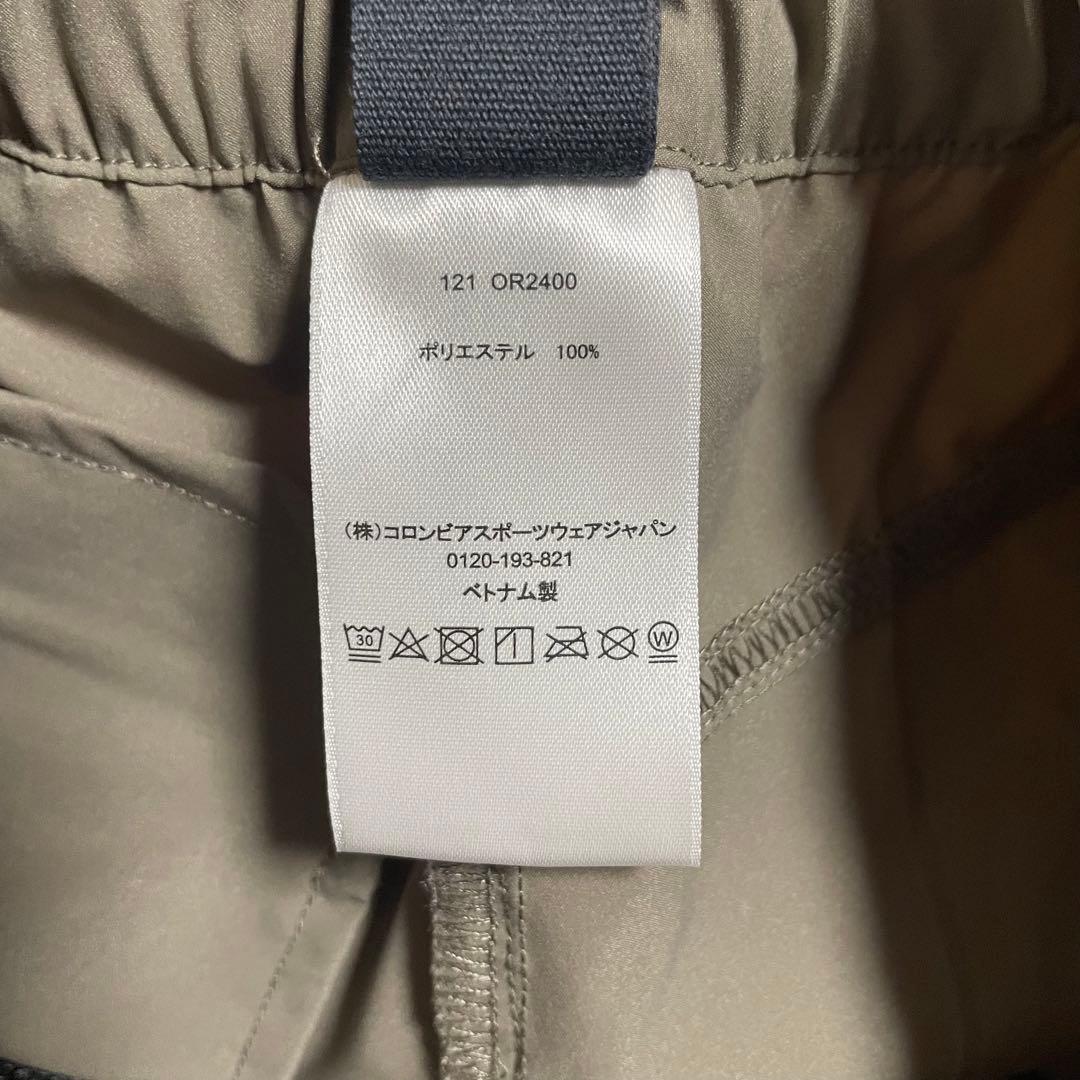 121 OR2400
ポリエステル 100%
(株)コロンビアスポーツウェアジャパン
0120-193-821
ベトナム製
30 W